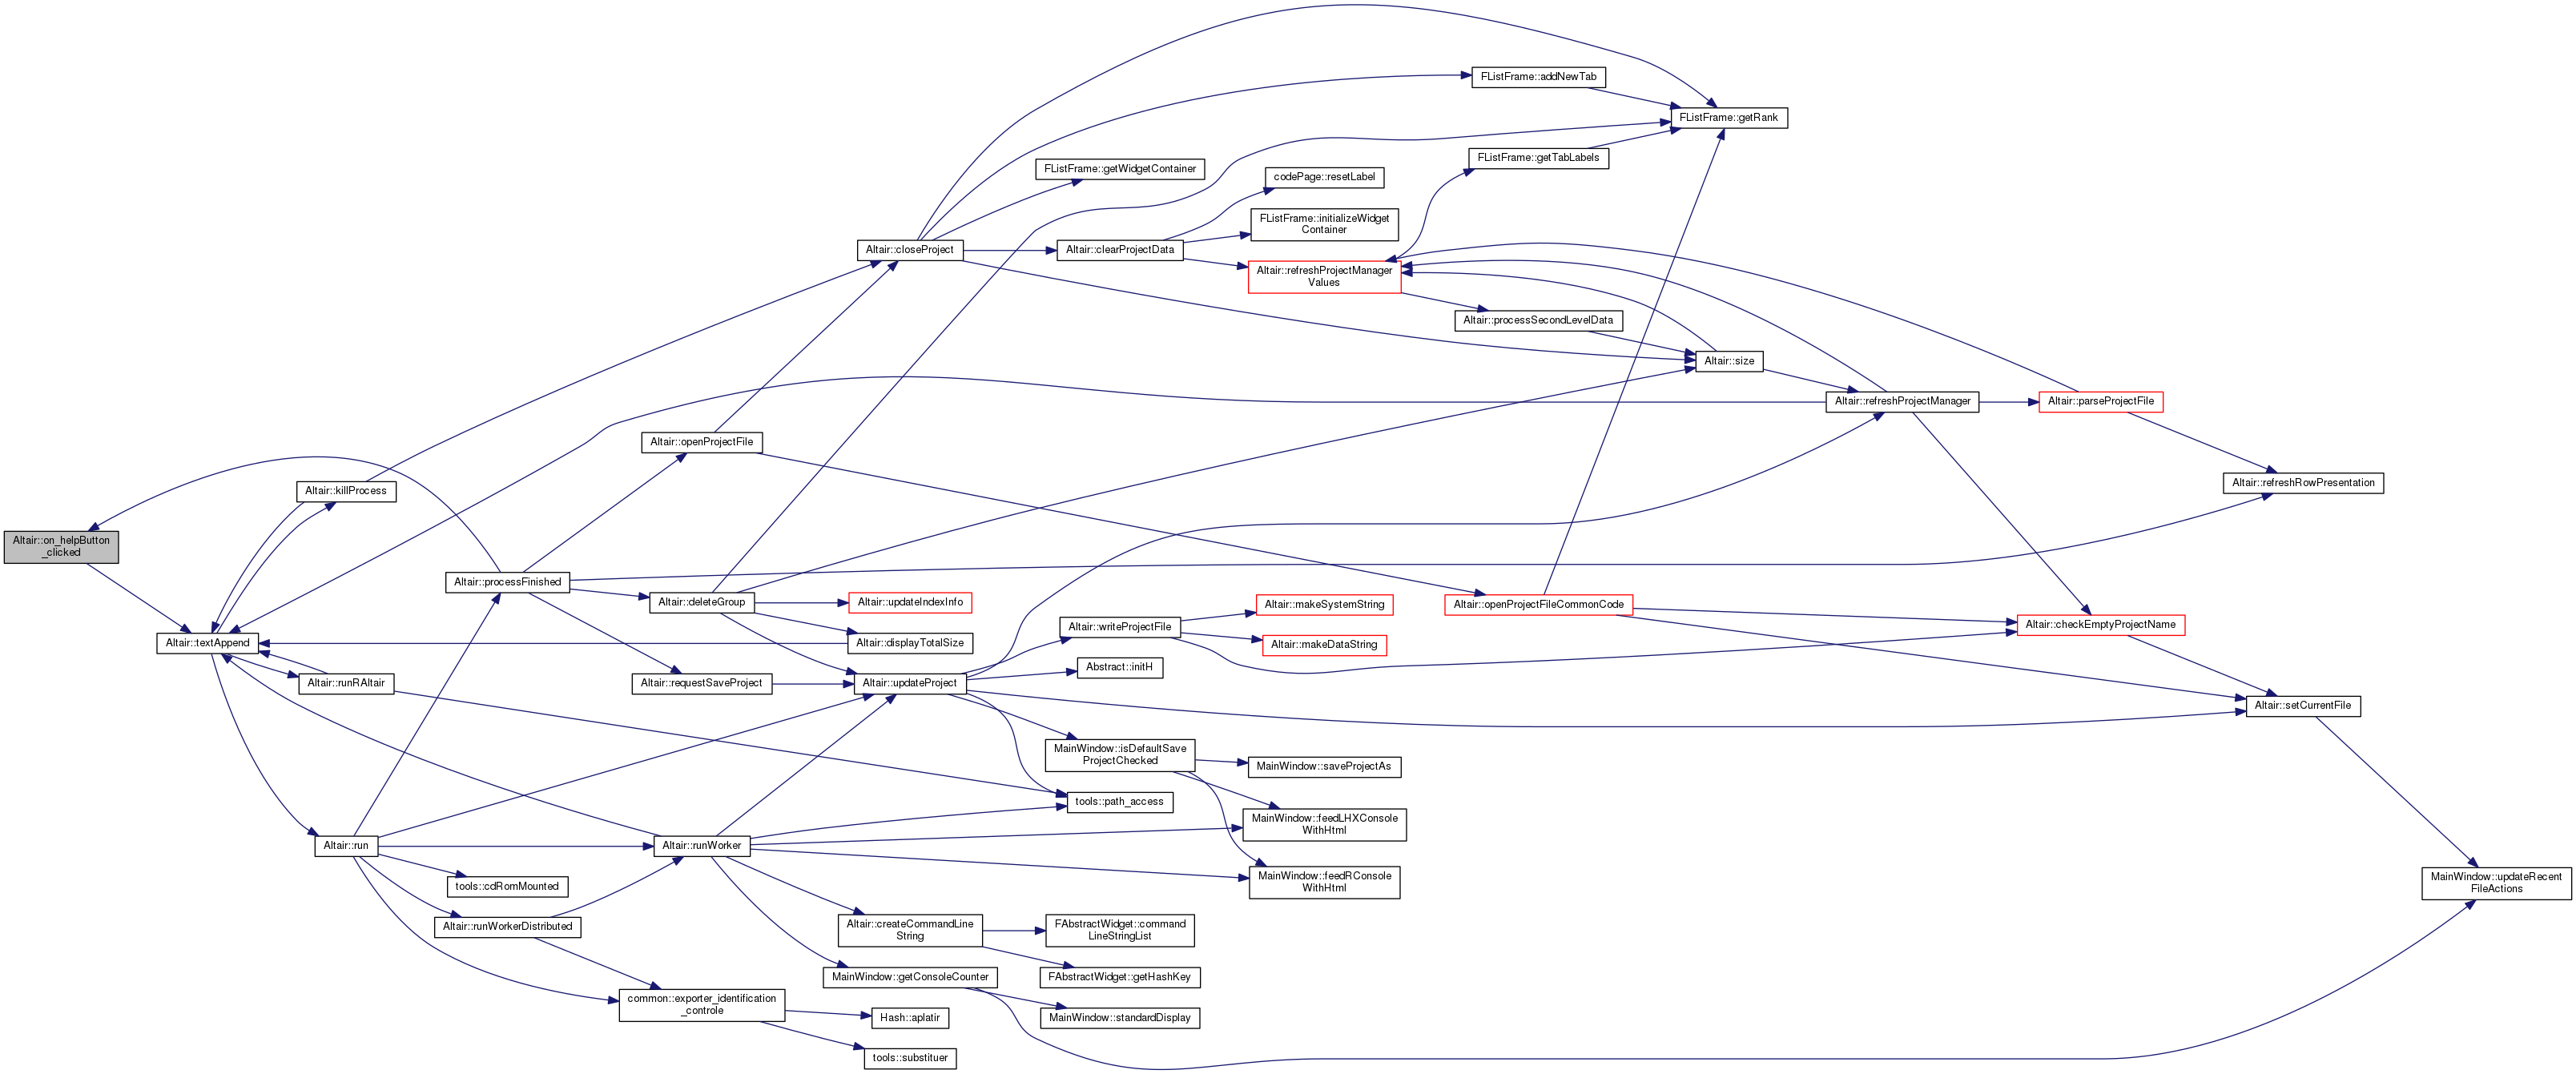 FListFrame::addNewTab
FListFrame::getRank
FListFrame::getTabLabels
FListFrame::getWidgetContainer
codePage::resetLabel
FListFrame::initializeWidget
Container
Altair::closeProject
Altair::clearProjectData
Altair::refreshProjectManager
Values
Altair::processSecondLevelData
Altair::size
Altair::refreshProjectManager
Altair::parseProjectFile
Altair::openProjectFile
Altair::refreshRowPresentation
Altair::killProcess
Altair::on_helpButton
_clicked
Altair::processFinished
Altair::deleteGroup
Altair::updateIndexInfo
Altair::openProjectFileCommonCode
Altair::makeSystemString
Altair::writeProjectFile
Altair::checkEmptyProjectName
Altair::textAppend
Altair::displayTotalSize
Altair::makeDataString
Abstract::initH
Altair::runRAltair
Altair::requestSaveProject
Altair::updateProject
Altair::setCurrentFile
MainWindow::isDefaultSave
ProjectChecked
MainWindow::saveProjectAs
tools::path_access
MainWindow::feedLHXConsole
WithHtml
Altair::run
Altair::runWorker
MainWindow::feedRConsole
WithHtml
MainWindow::updateRecent
FileActions
tools::cdRomMounted
Altair::runWorkerDistributed
Altair::createCommandLine
String
FAbstractWidget::command
LineStringList
MainWindow::getConsoleCounter
FAbstractWidget::getHashKey
common::exporter_identification
_controle
Hash::aplatir
MainWindow::standardDisplay
tools::substituer